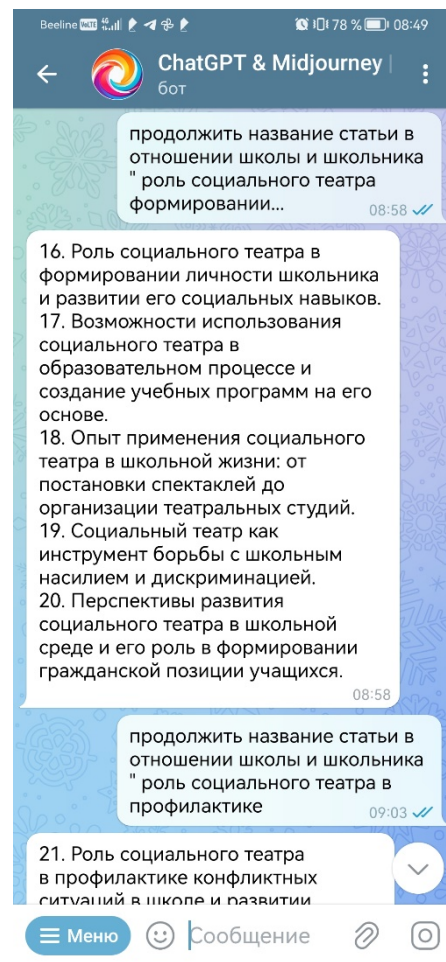 Beeline VoLTE 4G 78 % 08:49
ChatGPT & Midjourney |
бот
продолжить название статьи в
отношении школы и школьника
" роль социального театра
формировании...
08:58
16. Роль социального театра в
формировании личности школьника
и развитии его социальных навыков.
17. Возможности использования
социального театра в
образовательном процессе и
создание учебных программ на его
основе.
18. Опыт применения социального
театра в школьной жизни: от
постановки спектаклей до
организации театральных студий.
19. Социальный театр как
инструмент борьбы с школьным
насилием и дискриминацией.
20. Перспективы развития
социального театра в школьной
среде и его роль в формировании
гражданской позиции учащихся.
08:58
продолжить название статьи в
отношении школы и школьника
" роль социального театра в
профилактике
09:03
21. Роль социального театра
в профилактике конфликтных
ситуаций в школе и развитии
Меню Сообщение